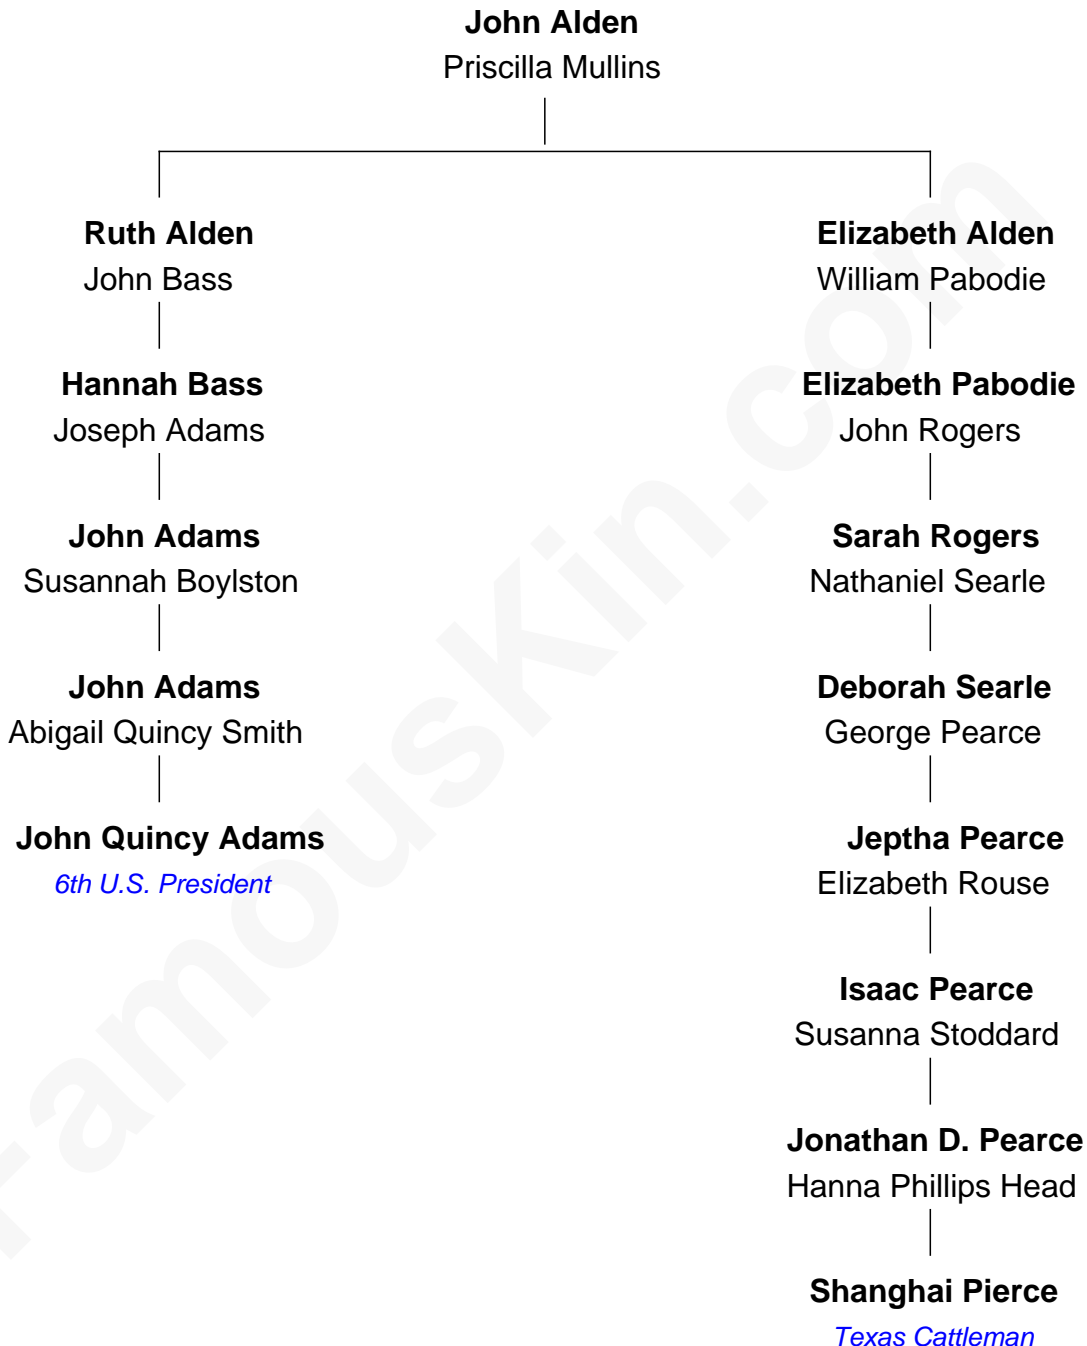 John Alden
Priscilla Mullins
Ruth Alden
John Bass
Hannah Bass
Joseph Adams
John Adams
Susannah Boylston
John Adams
Abigail Quincy Smith
John Quincy Adams
6th U.S. President
Elizabeth Alden
William Pabodie
Elizabeth Pabodie
John Rogers
Sarah Rogers
Nathaniel Searle
Deborah Searle
George Pearce
Jeptha Pearce
Elizabeth Rouse
Isaac Pearce
Susanna Stoddard
Jonathan D. Pearce
Hanna Phillips Head
Shanghai Pierce
Texas Cattleman
FamousKin.com